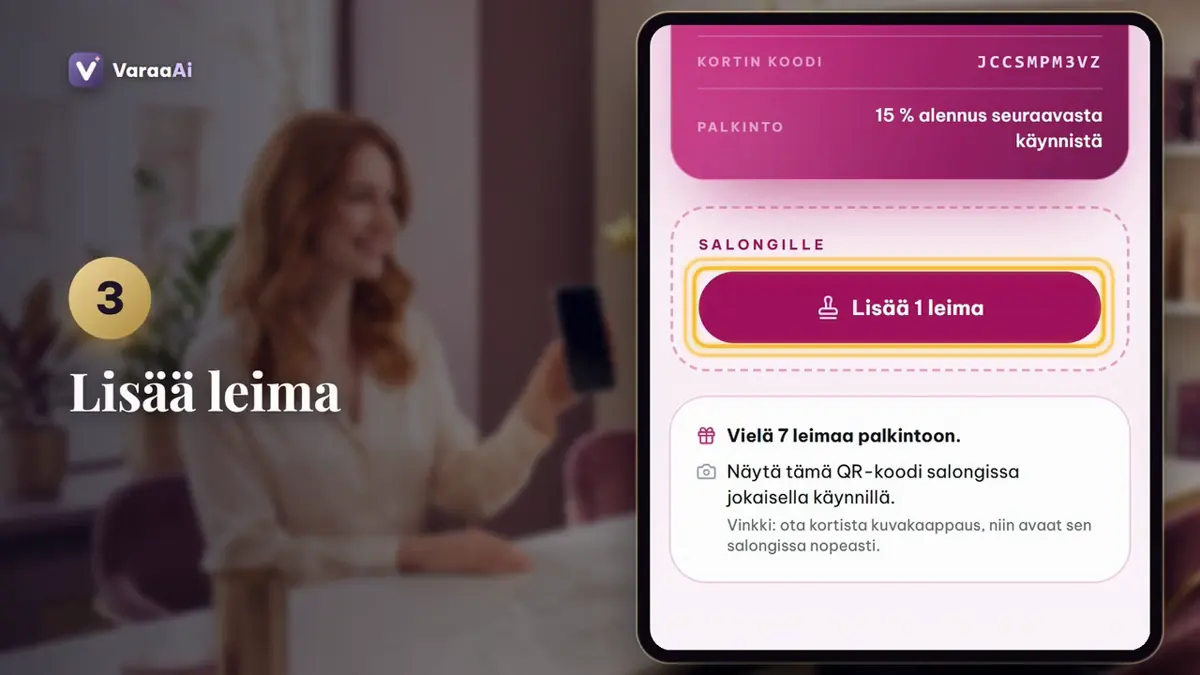 VaraaAi
3
Lisää leima
KORTIN KOODI JCCSMPM3VZ
PALKINTO 15 % alennus seuraavasta
käynnistä
SALONGILLE
Lisää 1 leima
Vielä 7 leimaa palkintoon.
Näytä tämä QR-koodi salongissa
jokaisella käynnillä.
Vinkki: ota kortista kuvakaappaus, niin avaat sen
salongissa nopeasti.